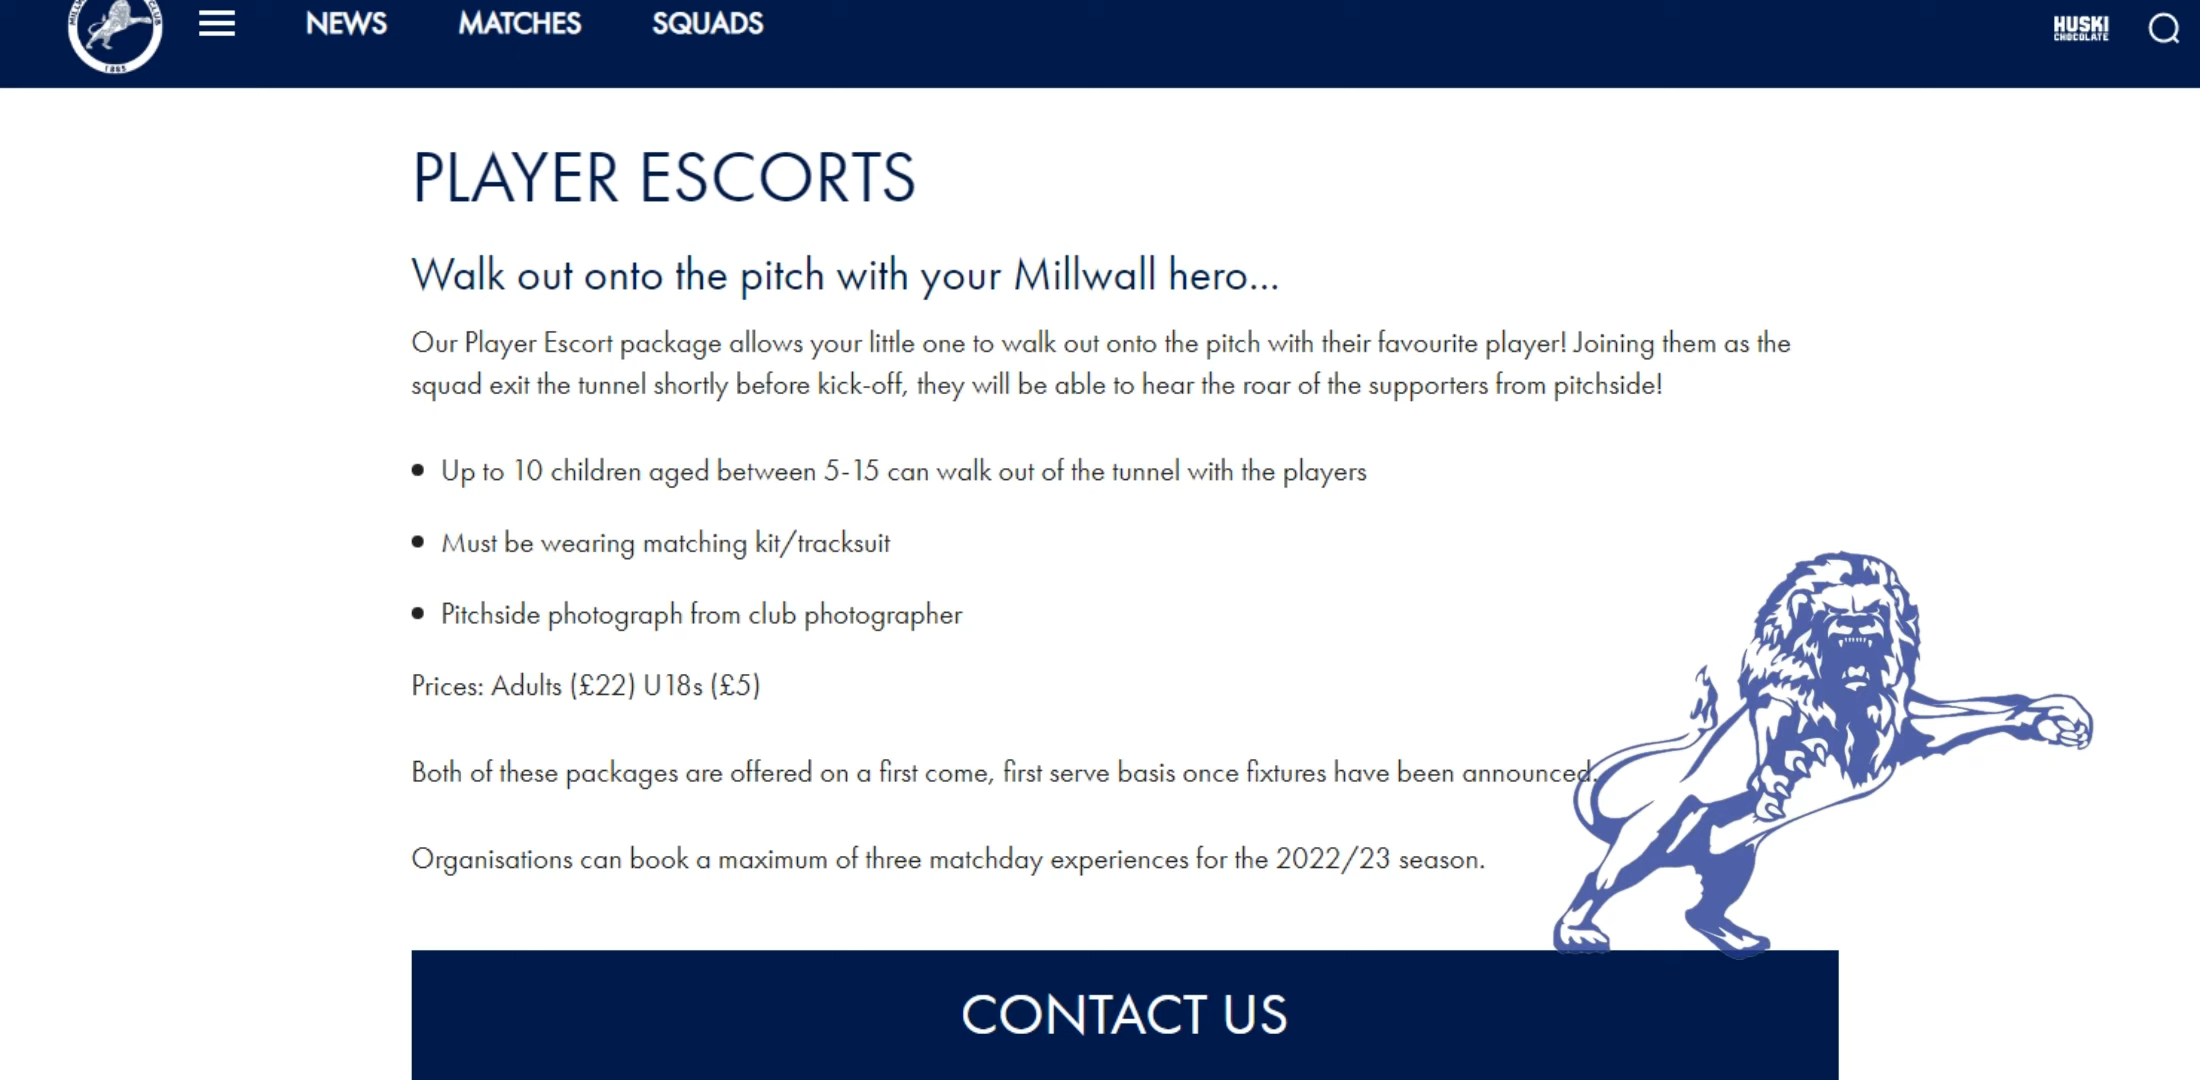 NEWS MATCHES SQUADS
HUSKI
CHOCOLATE
1885
PLAYER ESCORTS
Walk out onto the pitch with your Millwall hero...
Our Player Escort package allows your little one to walk out onto the pitch with their favourite player! Joining them as the
squad exit the tunnel shortly before kick-off, they will be able to hear the roar of the supporters from pitchside!
• Up to 10 children aged between 5-15 can walk out of the tunnel with the players
• Must be wearing matching kit/tracksuit
• Pitchside photograph from club photographer
Prices: Adults (£22) U18s (£5)
Both of these packages are offered on a first come, first serve basis once fixtures have been announced.
Organisations can book a maximum of three matchday experiences for the 2022/23 season.
CONTACT US